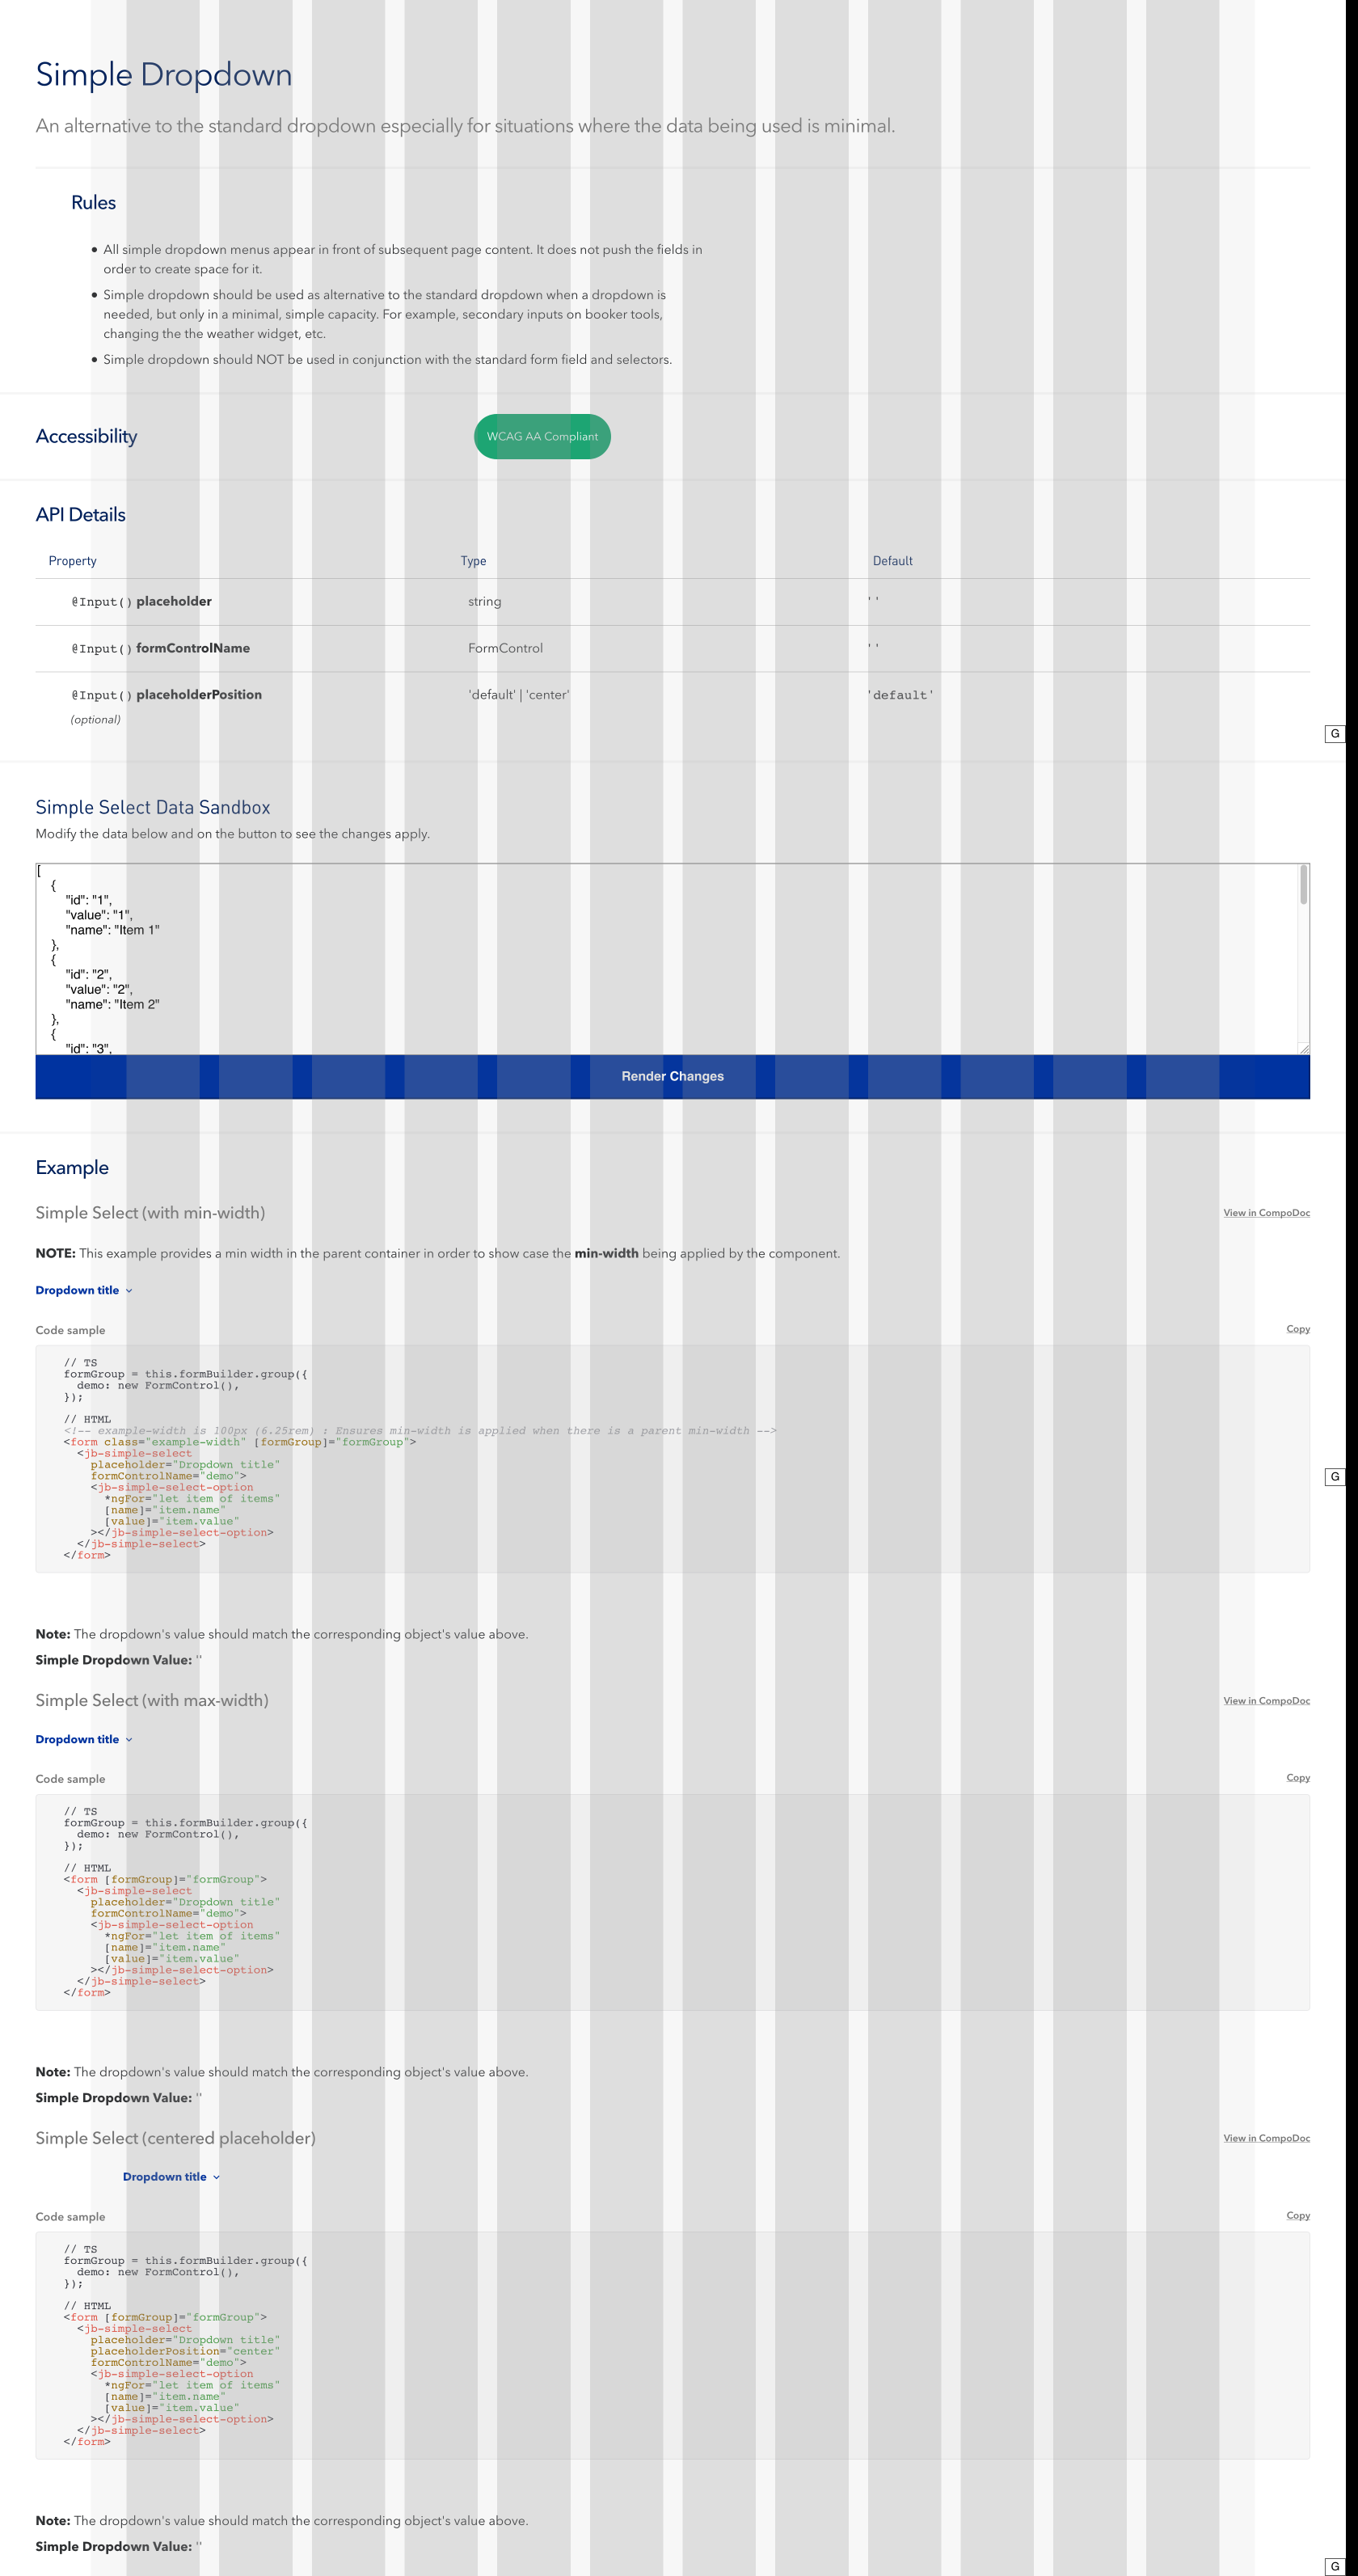 Simple Dropdown
An alternative to the standard dropdown especially for situations where the data being used is minimal.
Rules
• All simple dropdown menus appear in front of subsequent page content. It does not push the fields in
order to create space for it.
• Simple dropdown should be used as alternative to the standard dropdown when a dropdown is
needed, but only in a minimal, simple capacity. For example, secondary inputs on booker tools,
changing the the weather widget, etc.
• Simple dropdown should NOT be used in conjunction with the standard form field and selectors.
Accessibility WCAG AA Compliant
API Details
Property Type Default
@Input() placeholder string ''
@Input() formControlName FormControl ''
@Input() placeholderPosition 'default' | 'center' 'default'
(optional)
G
Simple Select Data Sandbox
Modify the data below and on the button to see the changes apply.
[
{
"id": "1",
"value": "1",
"name": "Item 1"
},
{
"id": "2",
"value": "2",
"name": "Item 2"
},
{
"id": "3",
Render Changes
Example
Simple Select (with min-width) View in CompoDoc
NOTE: This example provides a min width in the parent container in order to show case the min-width being applied by the component.
Dropdown title
Code sample Copy
// TS
formGroup = this.formBuilder.group({
demo: new FormControl(),
});
// HTML
<!-- example-width is 100px (6.25rem) : Ensures min-width is applied when there is a parent min-width -->
<form class="example-width" [formGroup]="formGroup">
<jb-simple-select
placeholder="Dropdown title"
formControlName="demo">
<jb-simple-select-option
*ngFor="let item of items"
[name]="item.name"
[value]="item.value"
></jb-simple-select-option>
</jb-simple-select>
</form>
G
Note: The dropdown's value should match the corresponding object's value above.
Simple Dropdown Value: ''
Simple Select (with max-width) View in CompoDoc
Dropdown title
Code sample Copy
// TS
formGroup = this.formBuilder.group({
demo: new FormControl(),
});
// HTML
<form [formGroup]="formGroup">
<jb-simple-select
placeholder="Dropdown title"
formControlName="demo">
<jb-simple-select-option
*ngFor="let item of items"
[name]="item.name"
[value]="item.value"
></jb-simple-select-option>
</jb-simple-select>
</form>
Note: The dropdown's value should match the corresponding object's value above.
Simple Dropdown Value: ''
Simple Select (centered placeholder) View in CompoDoc
Dropdown title
Code sample Copy
// TS
formGroup = this.formBuilder.group({
demo: new FormControl(),
});
// HTML
<form [formGroup]="formGroup">
<jb-simple-select
placeholder="Dropdown title"
placeholderPosition="center"
formControlName="demo">
<jb-simple-select-option
*ngFor="let item of items"
[name]="item.name"
[value]="item.value"
></jb-simple-select-option>
</jb-simple-select>
</form>
Note: The dropdown's value should match the corresponding object's value above.
Simple Dropdown Value: ''
G